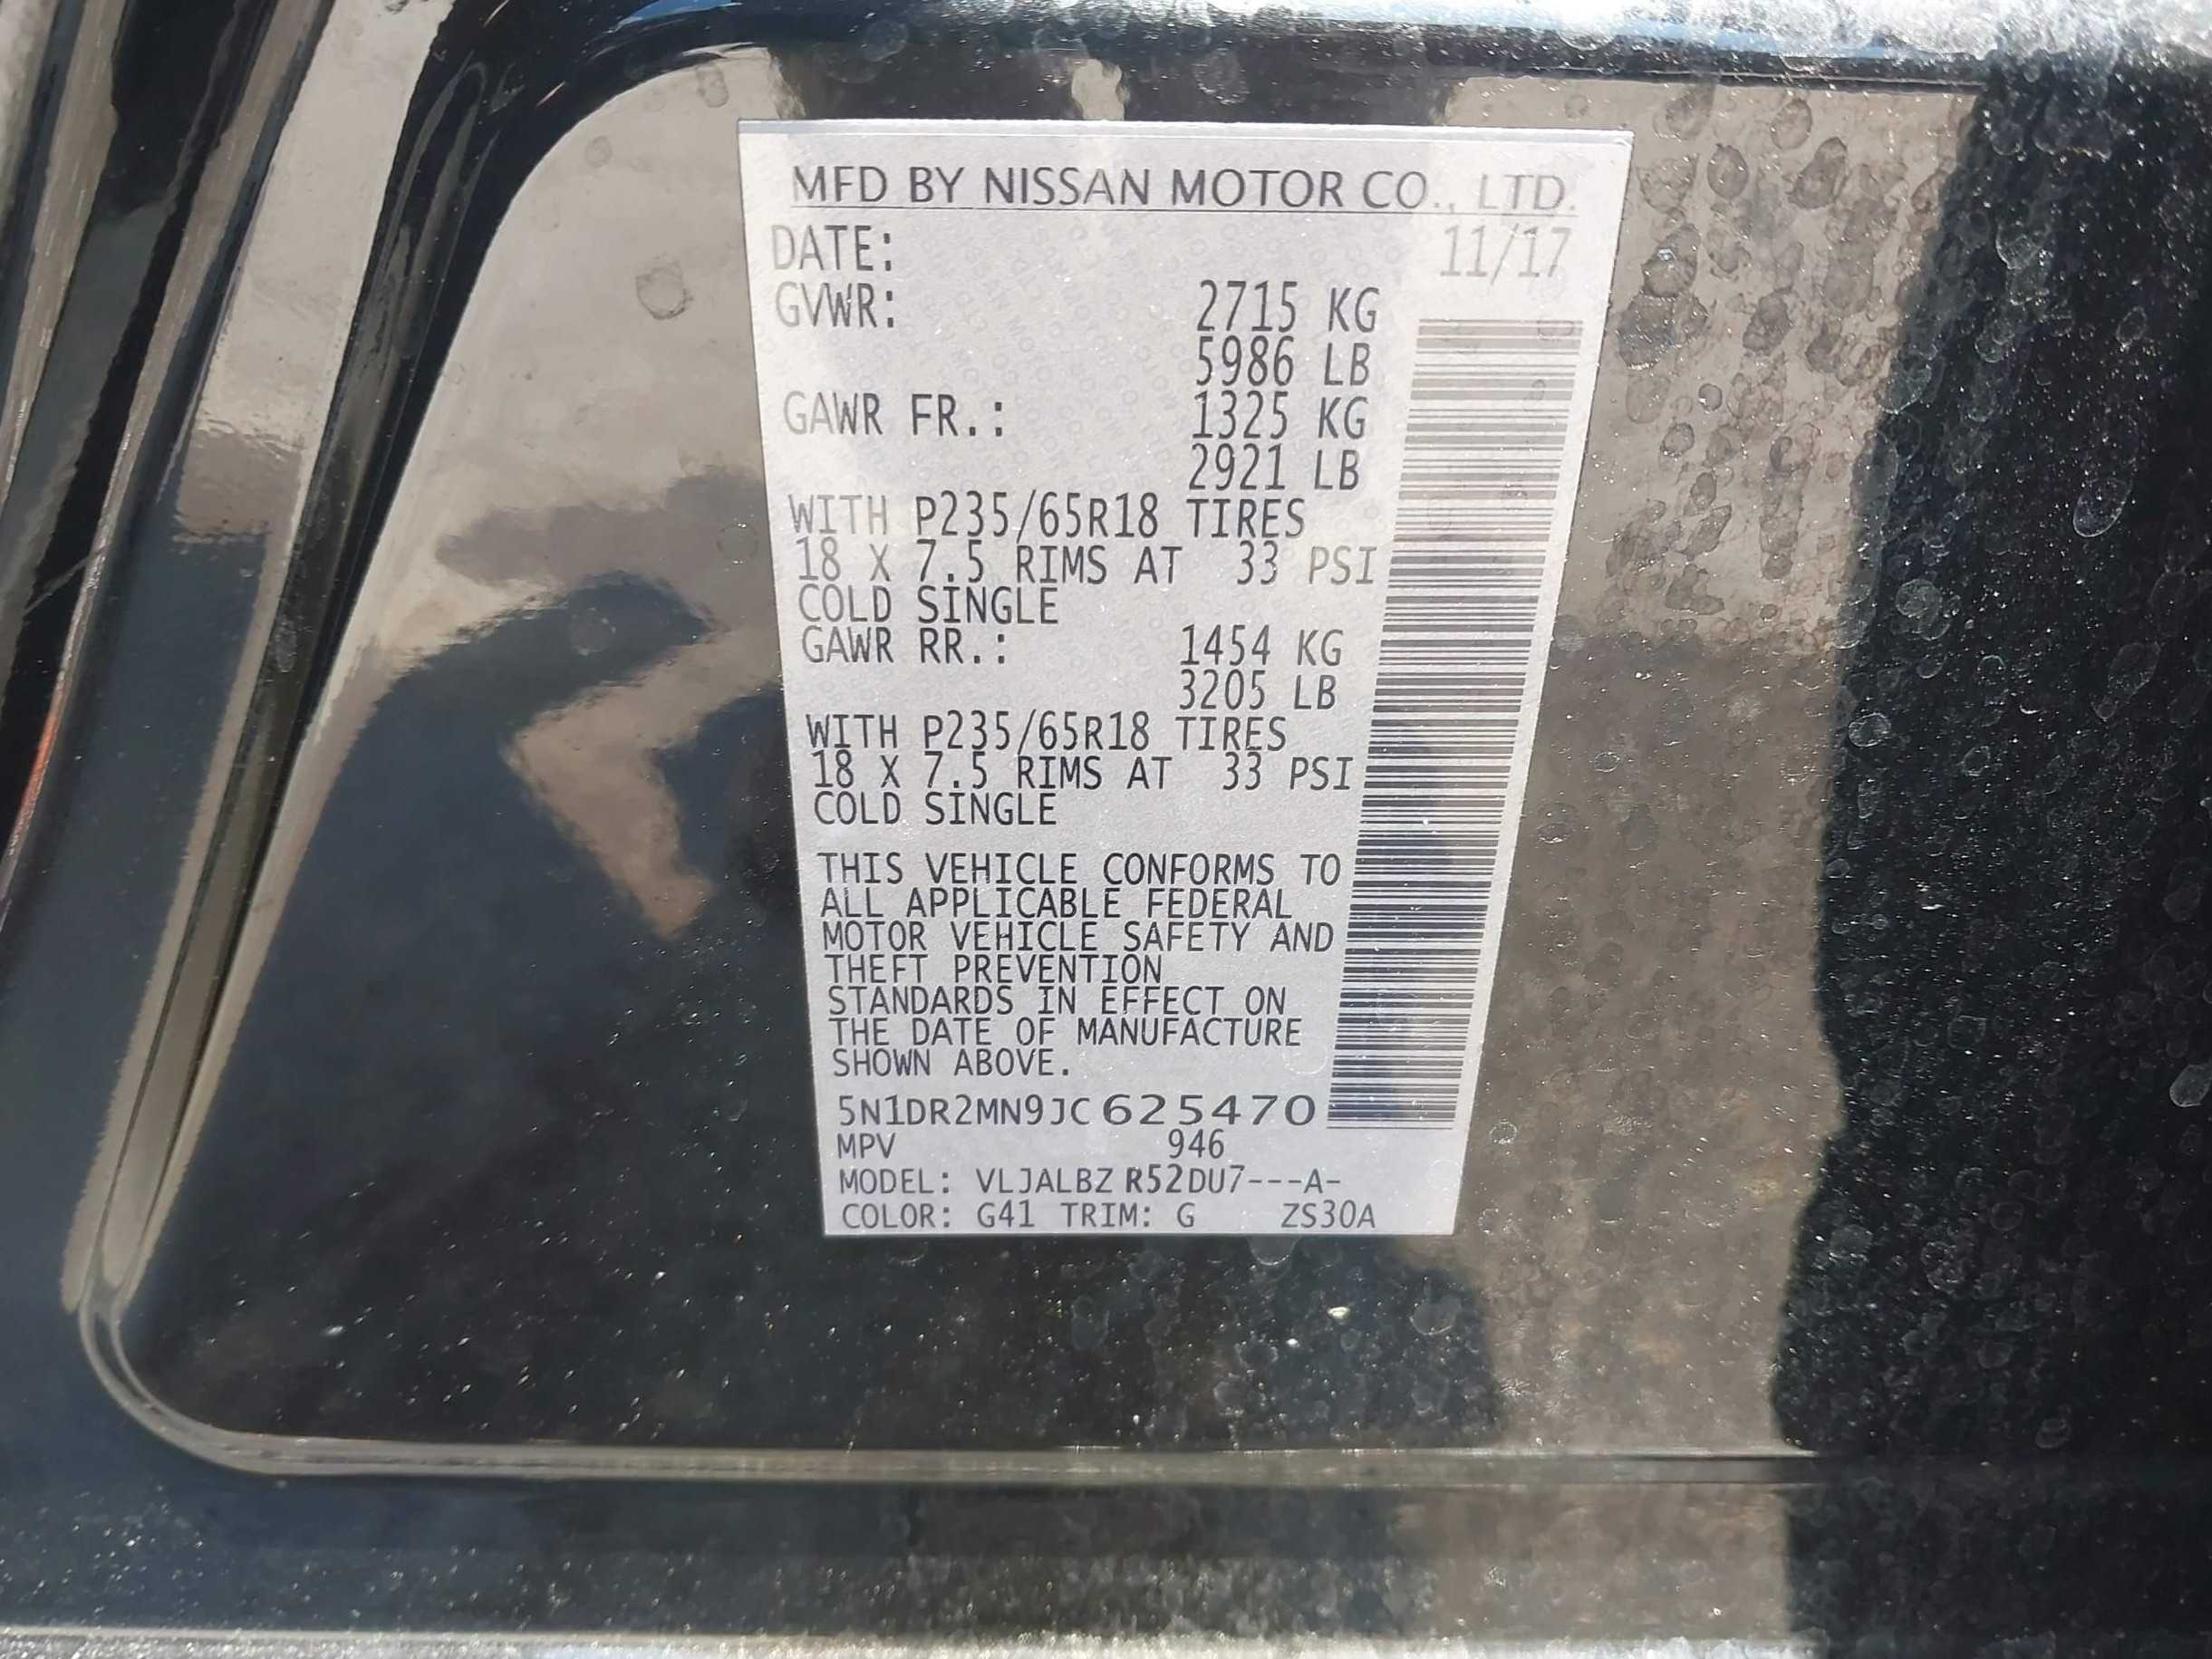 MFD BY NISSAN MOTOR CO., LTD.
DATE: 11/17
GVWR: 2715 KG
5986 LB
GAWR FR.: 1325 KG
2921 LB
WITH P235/65R18 TIRES
18 X 7.5 RIMS AT 33 PSI
COLD SINGLE
GAWR RR.: 1454 KG
3205 LB
WITH P235/65R18 TIRES
18 X 7.5 RIMS AT 33 PSI
COLD SINGLE
THIS VEHICLE CONFORMS TO
ALL APPLICABLE FEDERAL
MOTOR VEHICLE SAFETY AND
THEFT PREVENTION
STANDARDS IN EFFECT ON
THE DATE OF MANUFACTURE
SHOWN ABOVE.
5N1DR2MN9JC625470
MPV 946
MODEL: VLJALBZ R52DU7---A-
COLOR: G41 TRIM: G ZS30A